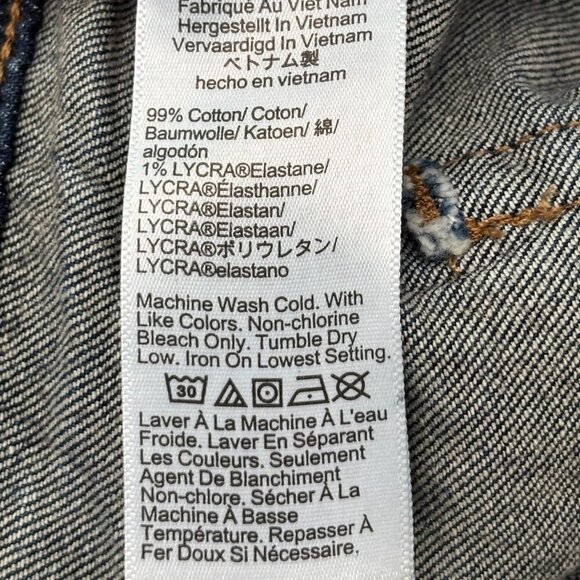 Fabriqué Au Viet Nam
Hergestellt In Vietnam
Vervaardigd In Vietnam
ベトナム製
hecho en vietnam
99% Cotton/ Coton/
Baumwolle/ Katoen/ 綿/
algodón
1% LYCRA®Elastane/
LYCRA®Élasthanne/
LYCRA®Elastan/
LYCRA®Elastaan/
LYCRA®ポリウレタン/
LYCRA®elastano
Machine Wash Cold. With
Like Colors. Non-chlorine
Bleach Only. Tumble Dry
Low. Iron On Lowest Setting.
30
Laver À La Machine À L'eau
Froide. Laver En Séparant
Les Couleurs. Seulement
Agent De Blanchiment
Non-chlore. Sécher À La
Machine À Basse
Température. Repasser À
Fer Doux Si Nécessaire.